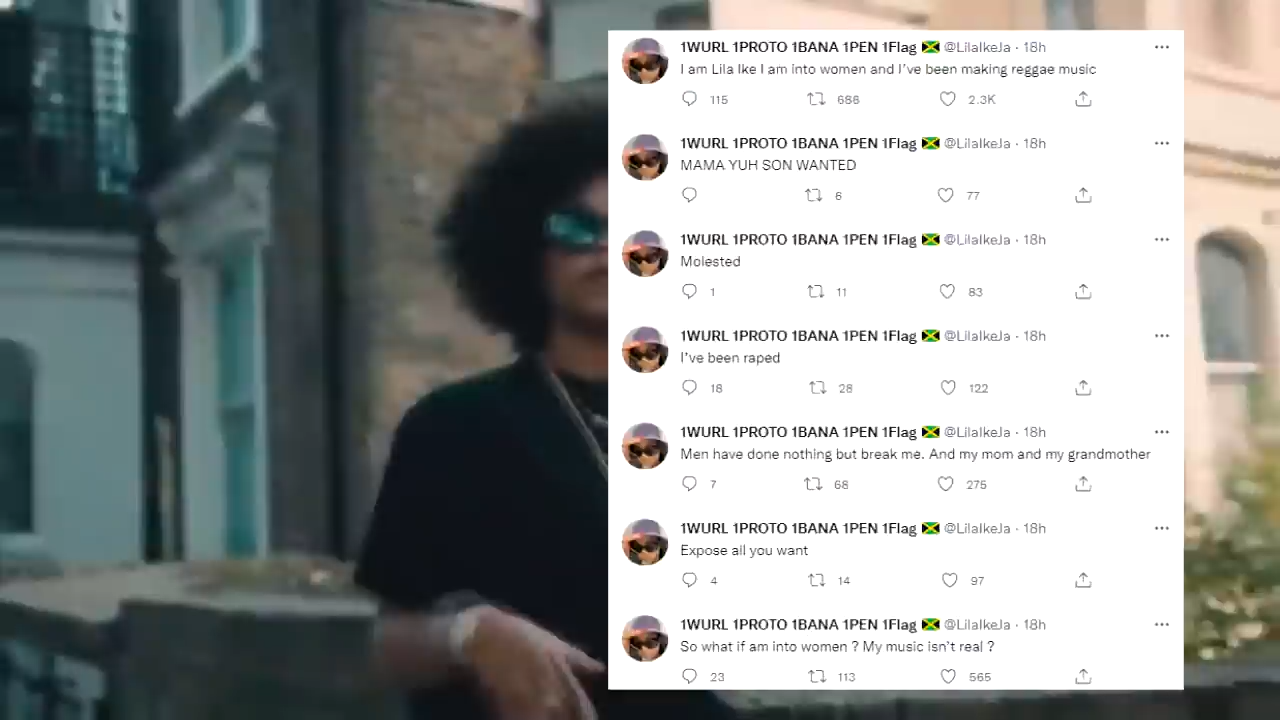 1WURL 1PROTO 1BANA 1PEN 1Flag 🇯🇲 @LilaIkeJa · 18h
I am Lila Ike I am into women and I've been making reggae music
115 686 2.3K
1WURL 1PROTO 1BANA 1PEN 1Flag 🇯🇲 @LilaIkeJa · 18h
MAMA YUH SON WANTED
6 77
1WURL 1PROTO 1BANA 1PEN 1Flag 🇯🇲 @LilaIkeJa · 18h
Molested
1 11 83
1WURL 1PROTO 1BANA 1PEN 1Flag 🇯🇲 @LilaIkeJa · 18h
I've been raped
18 28 122
1WURL 1PROTO 1BANA 1PEN 1Flag 🇯🇲 @LilaIkeJa · 18h
Men have done nothing but break me. And my mom and my grandmother
7 68 275
1WURL 1PROTO 1BANA 1PEN 1Flag 🇯🇲 @LilaIkeJa · 18h
Expose all you want
4 14 97
1WURL 1PROTO 1BANA 1PEN 1Flag 🇯🇲 @LilaIkeJa · 18h
So what if am into women ? My music isn't real ?
23 113 565